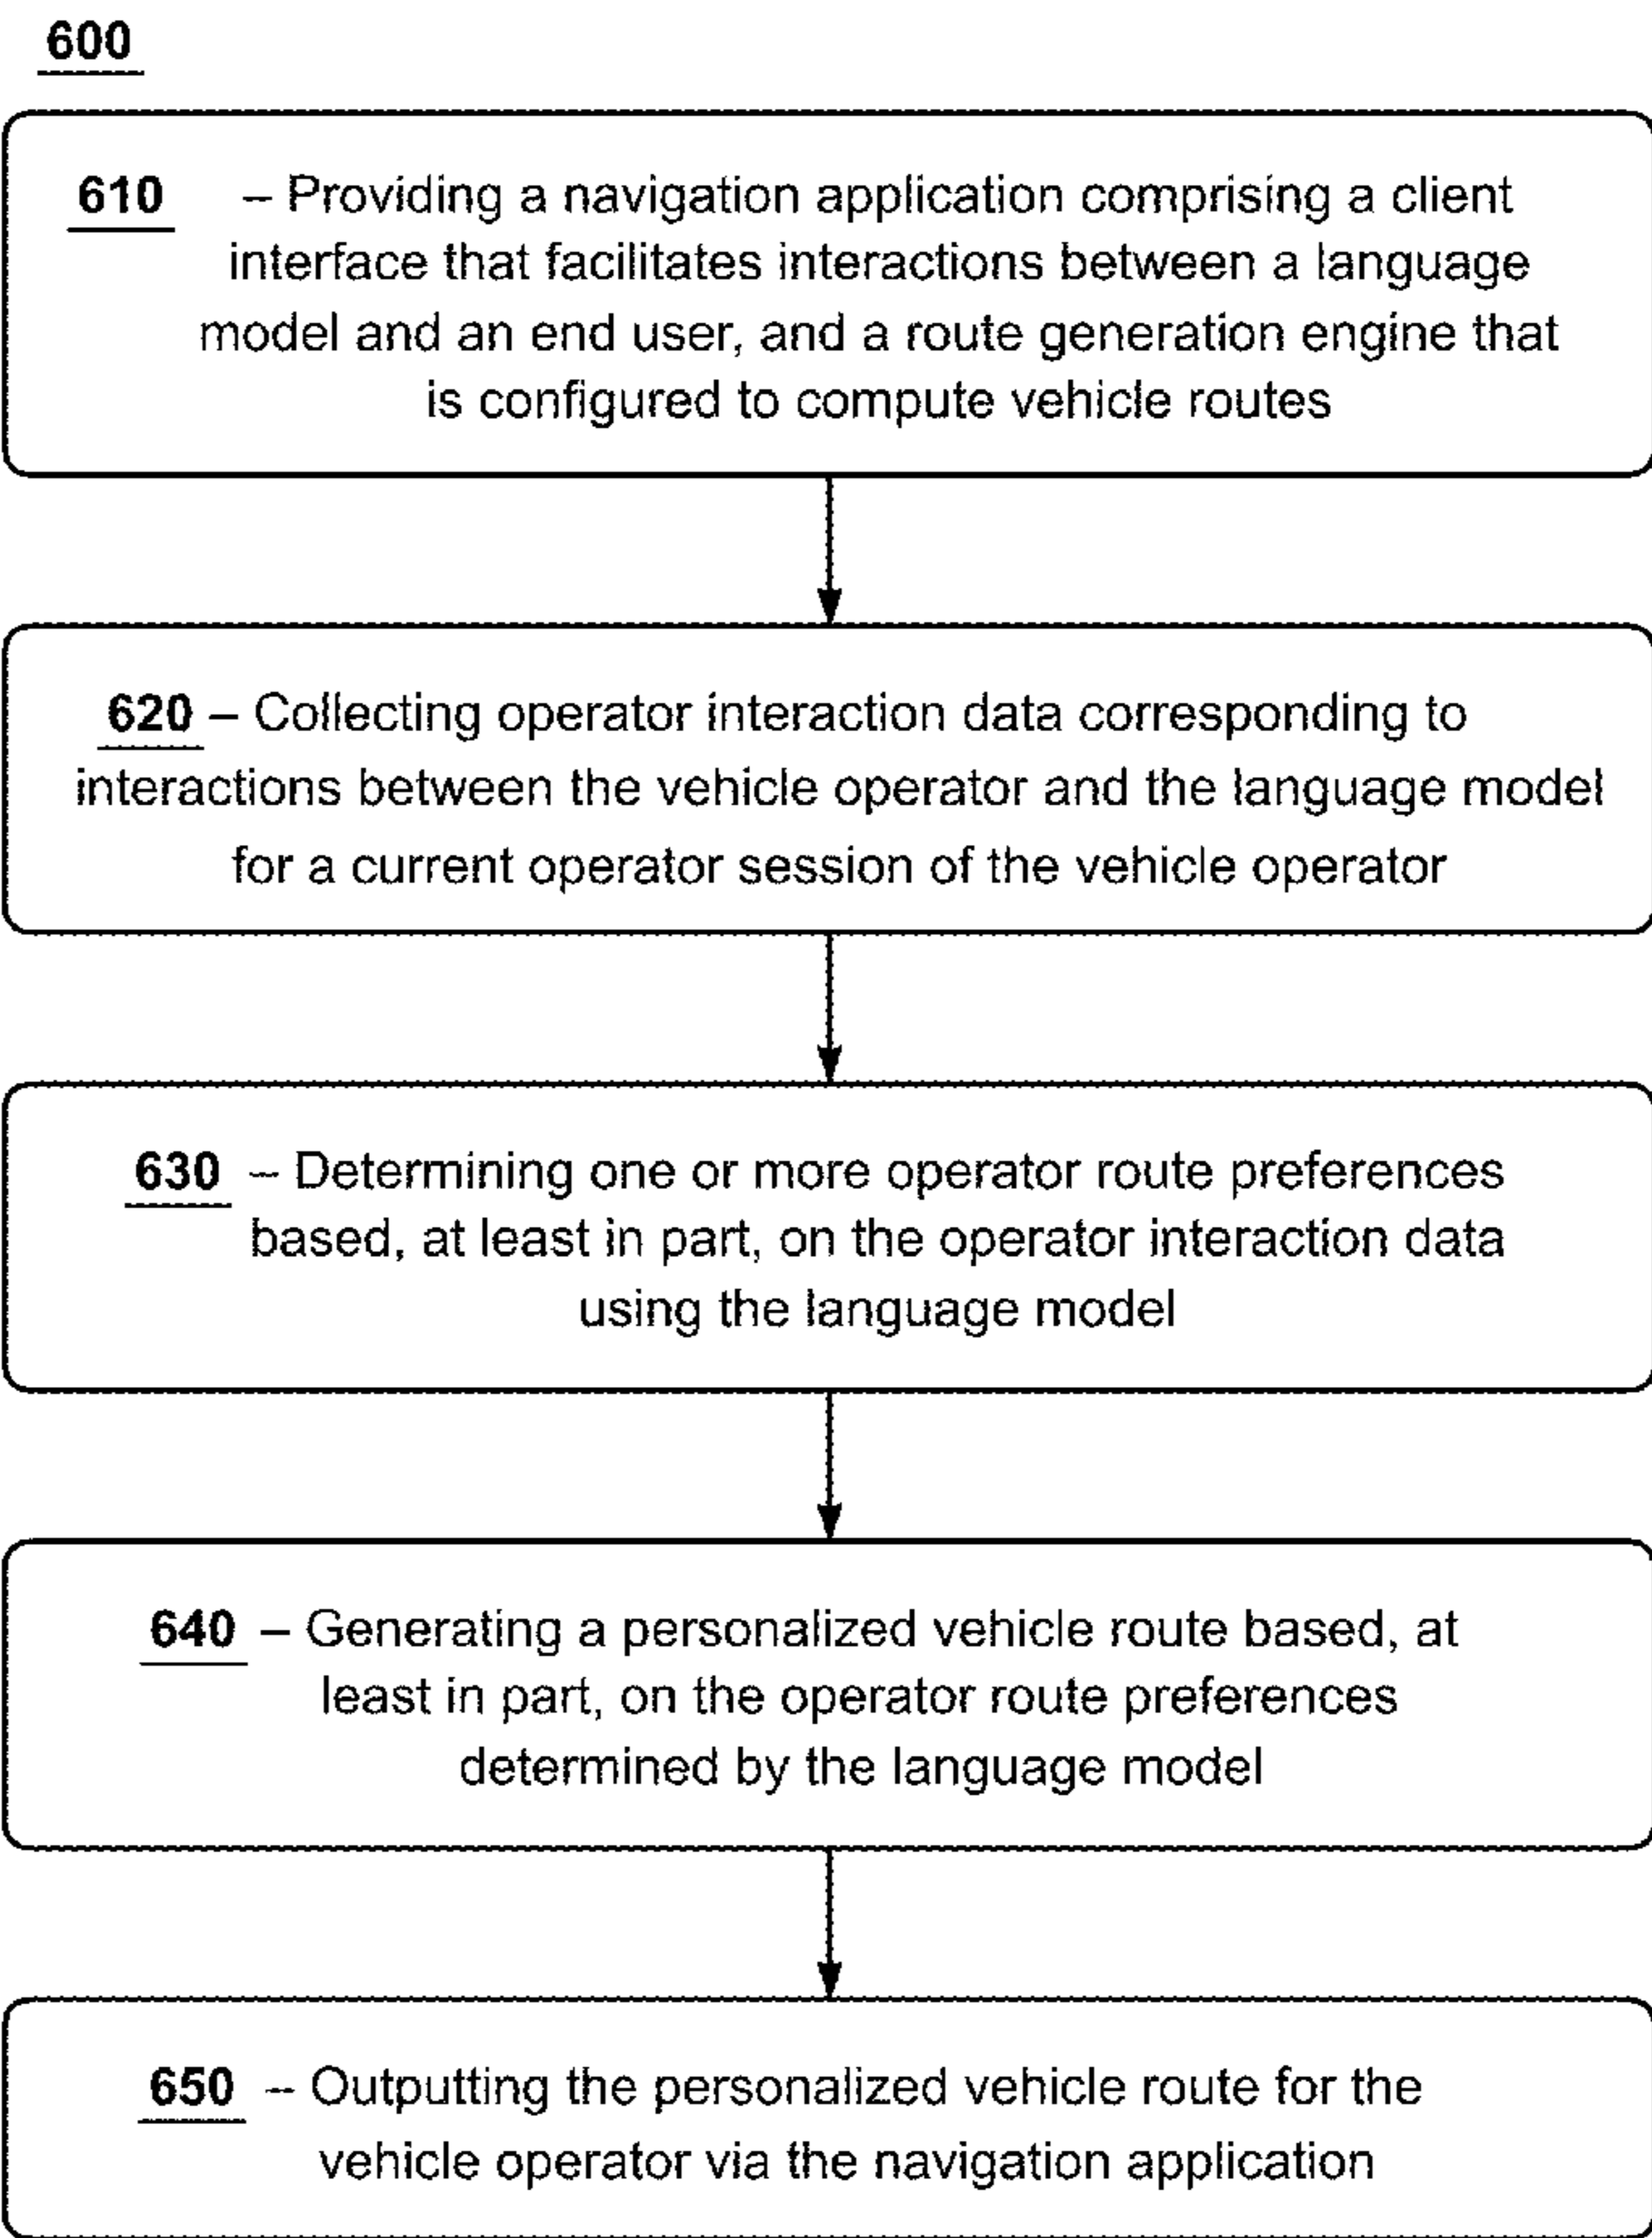 600
610 – Providing a navigation application comprising a client
interface that facilitates interactions between a language
model and an end user, and a route generation engine that
is configured to compute vehicle routes
620 – Collecting operator interaction data corresponding to
interactions between the vehicle operator and the language model
for a current operator session of the vehicle operator
630 – Determining one or more operator route preferences
based, at least in part, on the operator interaction data
using the language model
640 – Generating a personalized vehicle route based, at
least in part, on the operator route preferences
determined by the language model
650 – Outputting the personalized vehicle route for the
vehicle operator via the navigation application